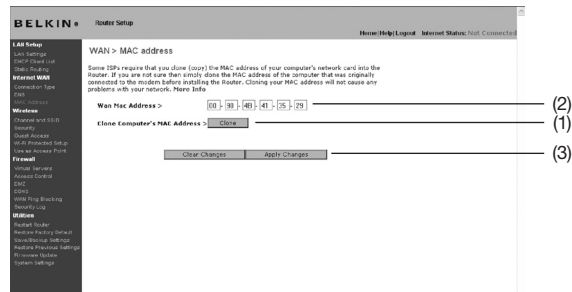 BELKIN® Router Setup
Home|Help|Logout Internet Status: Not Connected
LAN Setup
LAN Settings
DHCP Client List
Static Routing
Internet WAN
Connection Type
DNS
MAC Address
Wireless
Channel and SSID
Security
Guest Access
Wi-Fi Protected Setup
Use as Access Point
Firewall
Virtual Servers
Access Control
DMZ
DDNS
WAN Ping Blocking
Security Log
Utilities
Restart Router
Restore Factory Default
Save/Backup Settings
Restore Previous Settings
Firmware Update
System Settings
WAN > MAC address
Some ISPs require that you clone (copy) the MAC address of your computer's network card into the
Router. If you are not sure then simply clone the MAC address of the computer that was originally
connected to the modem before installing the Router. Cloning your MAC address will not cause any
problems with your network. More Info
Wan Mac Address > 00 - 90 - 4B - 41 - 35 - 29 (2)
Clone Computer's MAC Address > Clone (1)
Clear Changes Apply Changes (3)